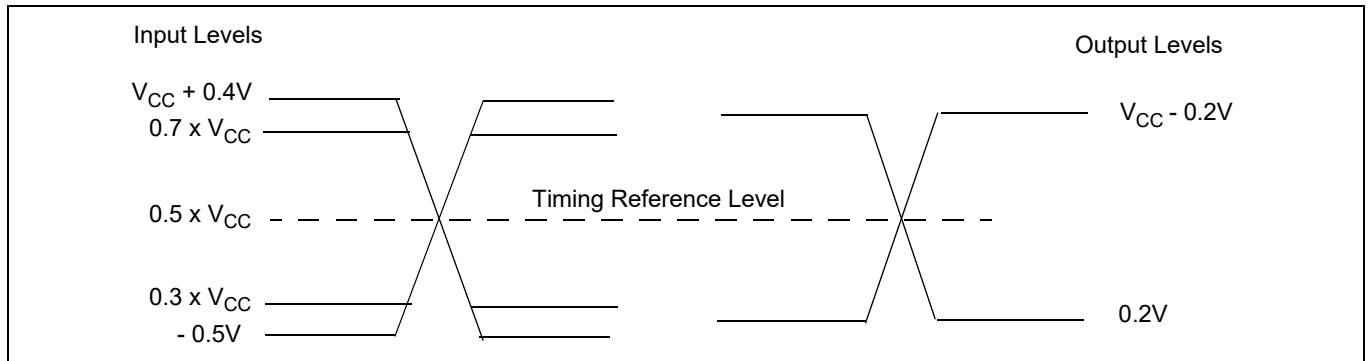 Input Levels
Output Levels
V_CC + 0.4V
V_CC - 0.2V
0.7 x V_CC
Timing Reference Level
0.5 x V_CC
0.3 x V_CC
0.2V
- 0.5V